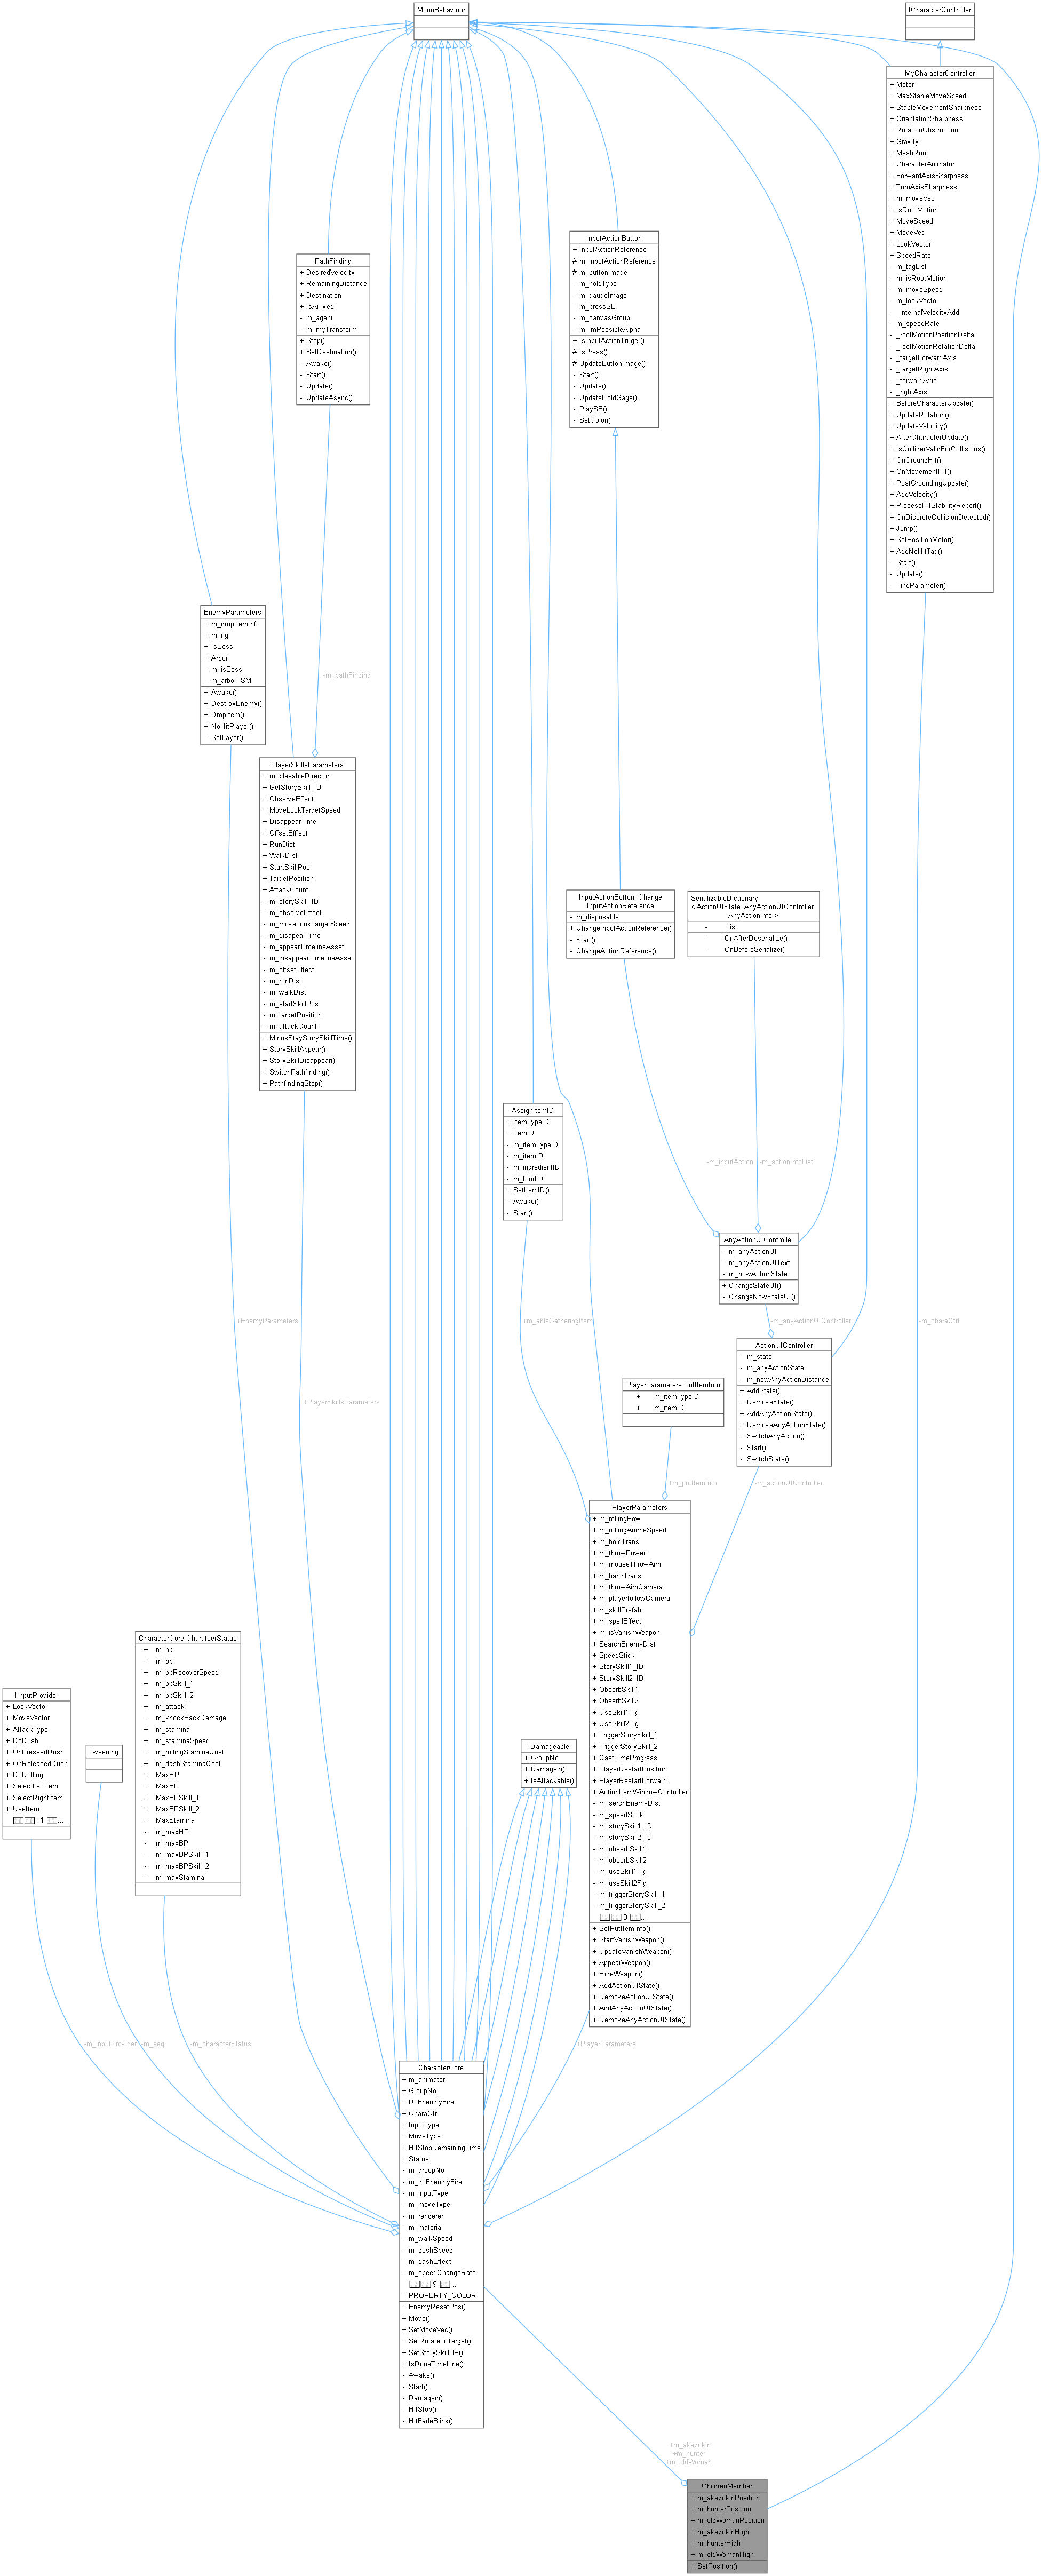 MonoBehaviour
ICharacterController
MyCharacterController
+ Motor
+ MaxStableMoveSpeed
+ StableMovementSharpness
+ OrientationSharpness
+ RotationObstruction
+ Gravity
+ MeshRoot
+ CharacterAnimator
+ ForwardAxisSharpness
+ TurnAxisSharpness
+ m_moveVec
+ IsRootMotion
+ MoveSpeed
+ MoveVec
+ LookVector
+ SpeedRate
- m_tagList
- m_isRootMotion
- m_moveSpeed
- m_lookVector
- _internalVelocityAdd
- m_speedRate
- _rootMotionPositionDelta
- _rootMotionRotationDelta
- _targetForwardAxis
- _targetRightAxis
- _forwardAxis
- _rightAxis
+ BeforeCharacterUpdate()
+ UpdateRotation()
+ UpdateVelocity()
+ AfterCharacterUpdate()
+ IsColliderValidForCollisions()
+ OnGroundHit()
+ OnMovementHit()
+ PostGroundingUpdate()
+ AddVelocity()
+ ProcessHitStabilityReport()
+ OnDiscreteCollisionDetected()
+ Jump()
+ SetPositionMotor()
+ AddNoHitTag()
- Start()
- Update()
- FindParameter()
InputActionButton
+ InputActionReference
# m_inputActionReference
# m_buttonImage
- m_holdType
- m_gaugeImage
- m_pressSE
- m_canvasGroup
- m_imPossibleAlpha
+ IsInputActionTrriger()
# IsPress()
# UpdateButtonImage()
- Start()
- Update()
- UpdateHoldGage()
- PlaySE()
- SetColor()
PathFinding
+ DesiredVelocity
+ RemainingDistance
+ Destination
+ IsArrived
- m_agent
- m_myTransform
+ Stop()
+ SetDestination()
- Awake()
- Start()
- Update()
- UpdateAsync()
EnemyParameters
+ m_dropItemInfo
+ m_rig
+ IsBoss
+ Arbor
- m_isBoss
- m_arborFSM
+ Awake()
+ DestroyEnemy()
+ DropItem()
+ NoHitPlayer()
- SetLayer()
-m_pathFinding
PlayerSkillsParameters
+ m_playableDirector
+ GetStorySkill_ID
+ ObserveEffect
+ MoveLookTargetSpeed
+ DisappearTime
+ OffsetEfffect
+ RunDist
+ WalkDist
+ StartSkillPos
+ TargetPosition
+ AttackCount
- m_storySkill_ID
- m_observeEffect
- m_moveLookTargetSpeed
- m_disapearTime
- m_appearTimelineAsset
- m_disappearTimelineAsset
- m_offsetEffect
- m_runDist
- m_walkDist
- m_startSkillPos
- m_targetPosition
- m_attackCount
+ MinusStayStorySkillTime()
+ StorySkillAppear()
+ StorySkillDisappear()
+ SwitchPathfinding()
+ PathfindingStop()
InputActionButton_Change
InputActionReference
- m_disposable
+ ChangeInputActionReference()
- Start()
- ChangeActionReference()
SerializableDictionary
< ActionUIState, AnyActionUIController.
AnyActionInfo >
- _list
- OnAfterDeserialize()
- OnBeforeSerialize()
AssignItemID
+ ItemTypeID
+ ItemID
- m_itemTypeID
- m_itemID
- m_ingredientID
- m_foodID
+ SetItemID()
- Awake()
- Start()
-m_inputAction
-m_actionInfoList
AnyActionUIController
- m_anyActionUI
- m_anyActionUIText
- m_nowActionState
+ ChangeStateUI()
- ChangeNowStateUI()
+EnemyParameters
+m_ableGatheringItem
-m_anyActionUIController
-m_charaCtrl
ActionUIController
- m_state
- m_anyActionState
- m_nowAnyActionDistance
+ AddState()
+ RemoveState()
+ AddAnyActionState()
+ RemoveAnyActionState()
+ SwitchAnyAction()
- Start()
- SwitchState()
PlayerParameters.PutItemInfo
+ m_itemTypeID
+ m_itemID
+PlayerSkillsParameters
+m_putItemInfo
-m_actionUIController
PlayerParameters
+ m_rollingPow
+ m_rollingAnimeSpeed
+ m_holdTrans
+ m_throwPower
+ m_mouseThrowAim
+ m_handTrans
+ m_throwAimCamera
+ m_playerfollowCamera
+ m_skillPrefab
+ m_spellEffect
+ m_isVanishWeapon
+ SearchEnemyDist
+ SpeedStick
+ StorySkill1_ID
+ StorySkill2_ID
+ ObserbSkill1
+ ObserbSkill2
+ UseSkill1Flg
+ UseSkill2Flg
+ TriggerStorySkill_1
+ TriggerStorySkill_2
+ CastTimeProgress
+ PlayerRestartPosition
+ PlayerRestartForward
+ ActionItemWindowController
- m_serchEnemyDist
- m_speedStick
- m_storySkill1_ID
- m_storySkill2_ID
- m_obserbSkill1
- m_obserbSkill2
- m_useSkill1Flg
- m_useSkill2Flg
- m_triggerStorySkill_1
- m_triggerStorySkill_2
8 ...
+ SetPutItemInfo()
+ StartVanishWeapon()
+ UpdateVanishWeapon()
+ AppearWeapon()
+ HideWeapon()
+ AddActionUIState()
+ RemoveActionUIState()
+ AddAnyActionUIState()
+ RemoveAnyActionUIState()
CharacterCore.CharatcerStatus
+ m_hp
+ m_bp
+ m_bpRecoverSpeed
+ m_bpSkill_1
+ m_bpSkill_2
+ m_attack
+ m_knockBackDamage
+ m_stamina
+ m_staminaSpeed
+ m_rollingStaminaCost
+ m_dashStaminaCost
+ MaxHP
+ MaxBP
+ MaxBPSkill_1
+ MaxBPSkill_2
+ MaxStamina
- m_maxHP
- m_maxBP
- m_maxBPSkill_1
- m_maxBPSkill_2
- m_maxStamina
IInputProvider
+ LookVector
+ MoveVector
+ AttackType
+ DoDush
+ OnPressedDush
+ OnReleasedDush
+ DoRolling
+ SelectLeftItem
+ SelectRightItem
+ UseItem
11 ...
Tweening
IDamageable
+ GroupNo
+ Damaged()
+ IsAttackable()
-m_inputProvider
-m_seq
-m_characterStatus
+PlayerParameters
CharacterCore
+ m_animator
+ GroupNo
+ DoFriendlyFire
+ CharaCtrl
+ InputType
+ MoveType
+ HitStopRemainingTime
+ Status
- m_groupNo
- m_doFriendlyFire
- m_inputType
- m_moveType
- m_renderer
- m_material
- m_walkSpeed
- m_dushSpeed
- m_dashEffect
- m_speedChangeRate
9 ...
- PROPERTY_COLOR
+ EnemyResetPos()
+ Move()
+ SetMoveVec()
+ SetRotateToTarget()
+ SetStorySkillBP()
+ IsDoneTimeLine()
- Awake()
- Start()
- Damaged()
- HitStop()
- HitFadeBlink()
+m_akazukin
+m_hunter
+m_oldWoman
ChildrenMember
+ m_akazukinPosition
+ m_hunterPosition
+ m_oldWomanPosition
+ m_akazukinHigh
+ m_hunterHigh
+ m_oldWomanHigh
+ SetPosition()